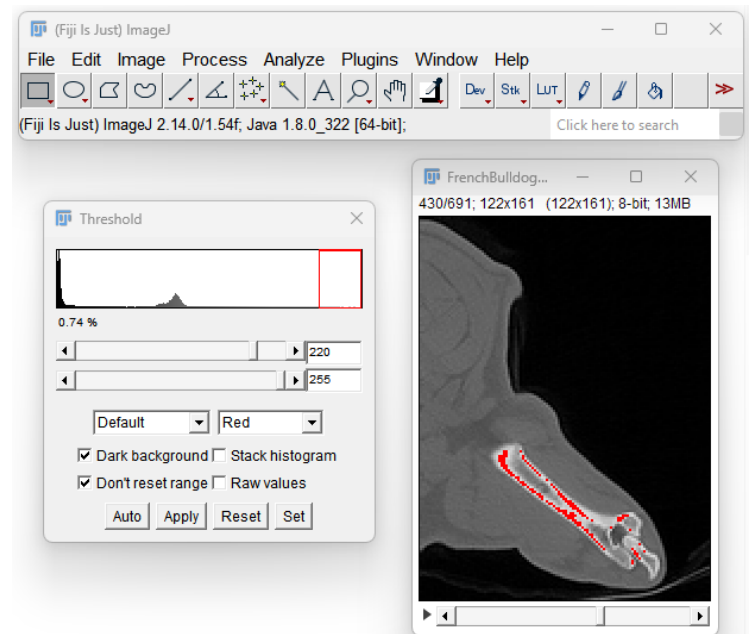 (Fiji Is Just) ImageJ
File Edit Image Process Analyze Plugins Window Help
Dev Stk LUT
(Fiji Is Just) ImageJ 2.14.0/1.54f; Java 1.8.0_322 [64-bit];
Click here to search
FrenchBulldog...
430/691; 122x161 (122x161); 8-bit; 13MB
Threshold
0.74 %
220
255
Default Red
Dark background Stack histogram
Don't reset range Raw values
Auto Apply Reset Set